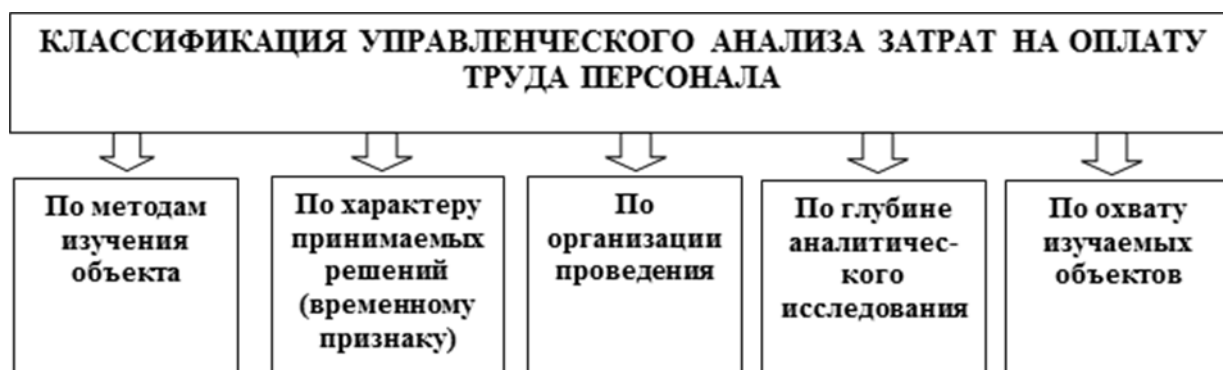 КЛАССИФИКАЦИЯ УПРАВЛЕНЧЕСКОГО АНАЛИЗА ЗАТРАТ НА ОПЛАТУ
ТРУДА ПЕРСОНАЛА
По методам
изучения
объекта
По характеру
принимаемых
решений
(временному
признаку)
По
организации
проведения
По глубине
аналитичес-
кого
исследования
По охвату
изучаемых
объектов